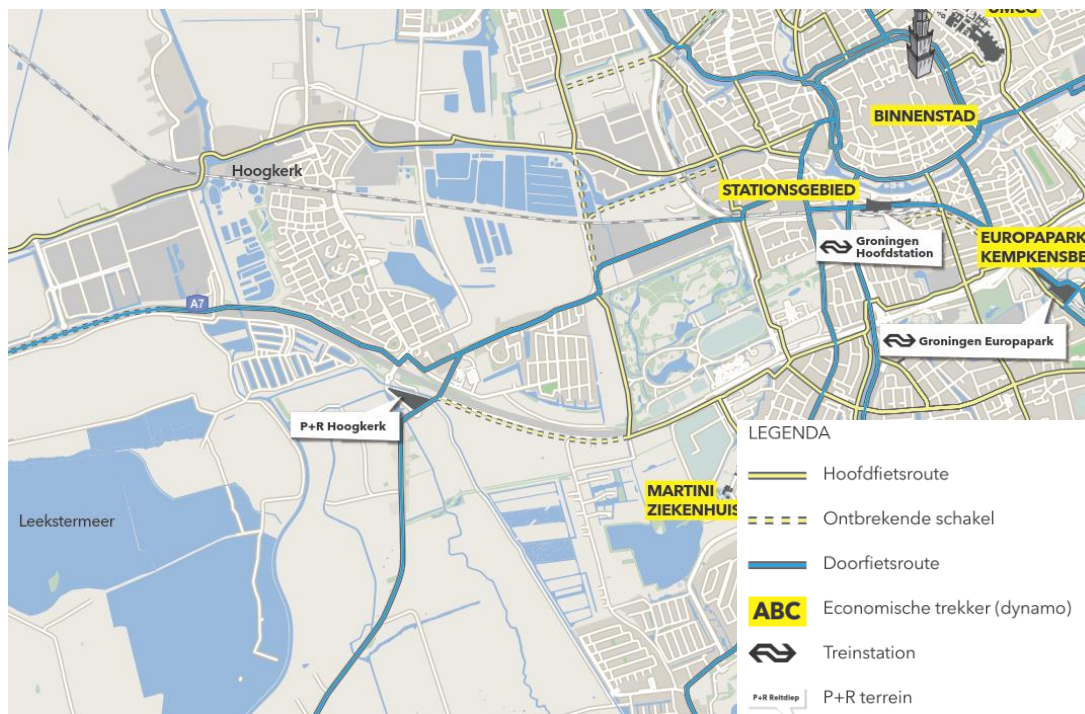 UMCG
BINNENSTAD
Hoogkerk
STATIONSGEBIED
Groningen
Hoofdstation
EUROPAPARK
KEMPKENSBE
A7
Groningen Europapark
P+R Hoogkerk
LEGENDA
Hoofdfietsroute
MARTINI
ZIEKENHUIS
Ontbrekende schakel
Leekstermeer
Doorfietsroute
ABC
Economische trekker (dynamo)
Treinstation
P+R Reitdiep
P+R terrein